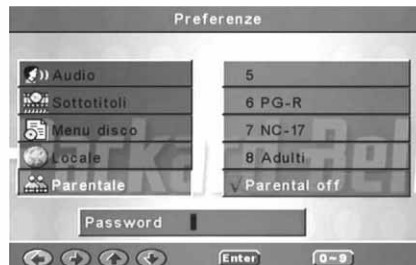 Preferenze
Audio
Sottotitoli
Menu disco
Locale
Parentale
5
6 PG-R
7 NC-17
8 Adulti
√ Parental off
Password
Enter
0~9